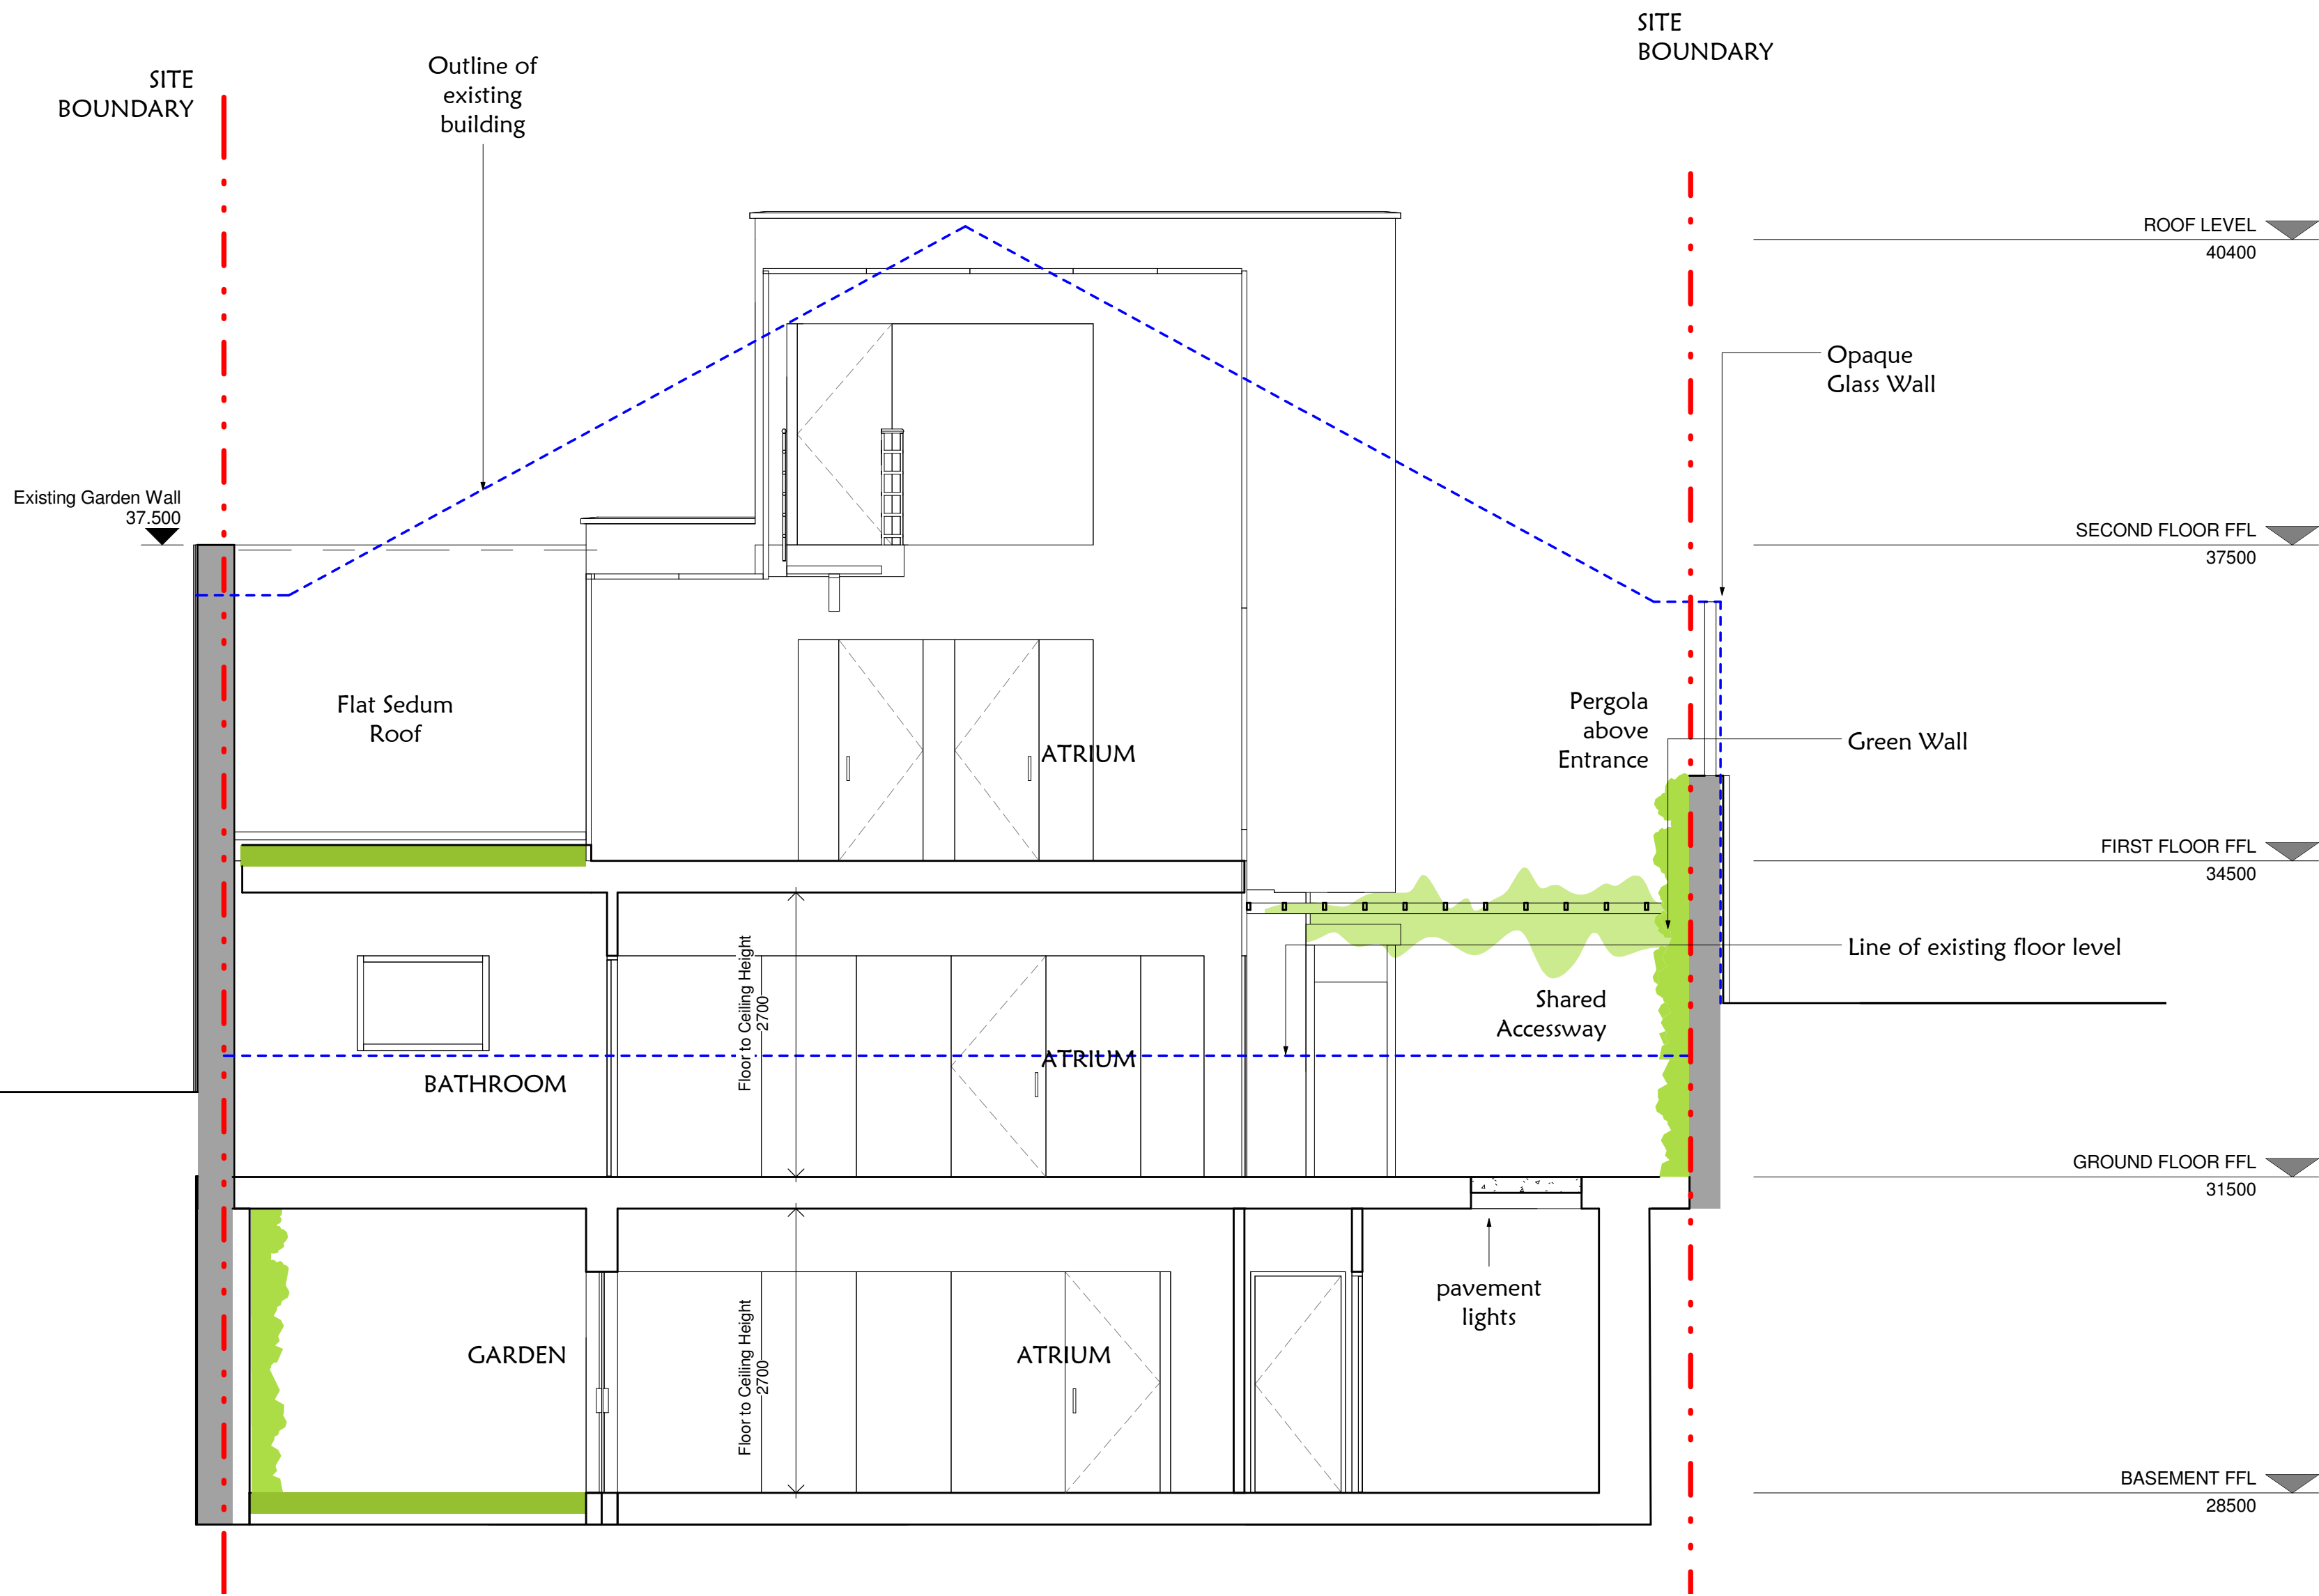 SITE
BOUNDARY
SITE
BOUNDARY
Outline of
existing
building
ROOF LEVEL
40400
Opaque
Glass Wall
Existing Garden Wall
37.500
SECOND FLOOR FFL
37500
Flat Sedum
Roof
ATRIUM
Pergola
above
Entrance
Green Wall
FIRST FLOOR FFL
34500
Floor to Ceiling Height
2700
Line of existing floor level
Shared
Accessway
BATHROOM
ATRIUM
GROUND FLOOR FFL
31500
pavement
lights
GARDEN
Floor to Ceiling Height
2700
ATRIUM
BASEMENT FFL
28500